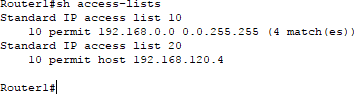 Router1#sh access-lists
Standard IP access list 10
10 permit 192.168.0.0 0.0.255.255 (4 match(es))
Standard IP access list 20
10 permit host 192.168.120.4
Router1#